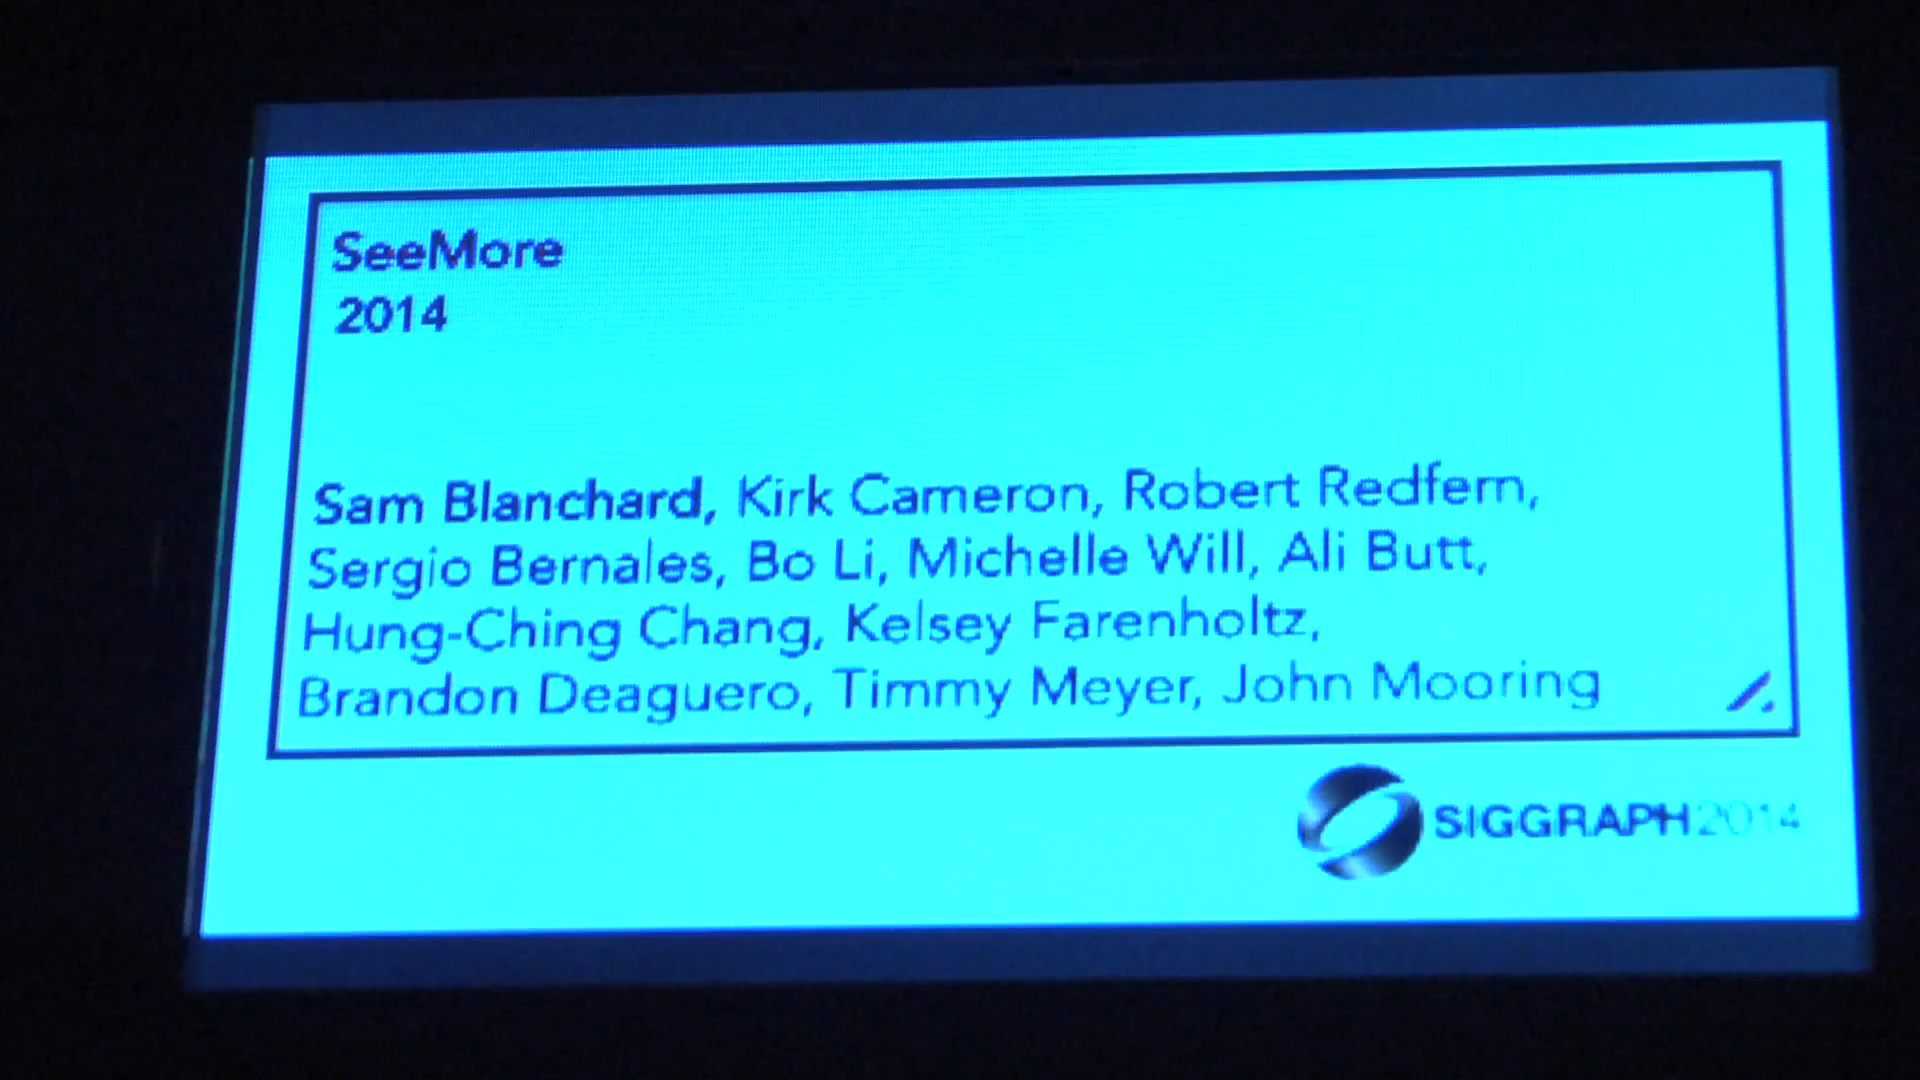 SeeMore
2014
Sam Blanchard, Kirk Cameron, Robert Redfern,
Sergio Bernales, Bo Li, Michelle Will, Ali Butt,
Hung-Ching Chang, Kelsey Farenholtz,
Brandon Deaguero, Timmy Meyer, John Mooring
SIGGRAPH2014